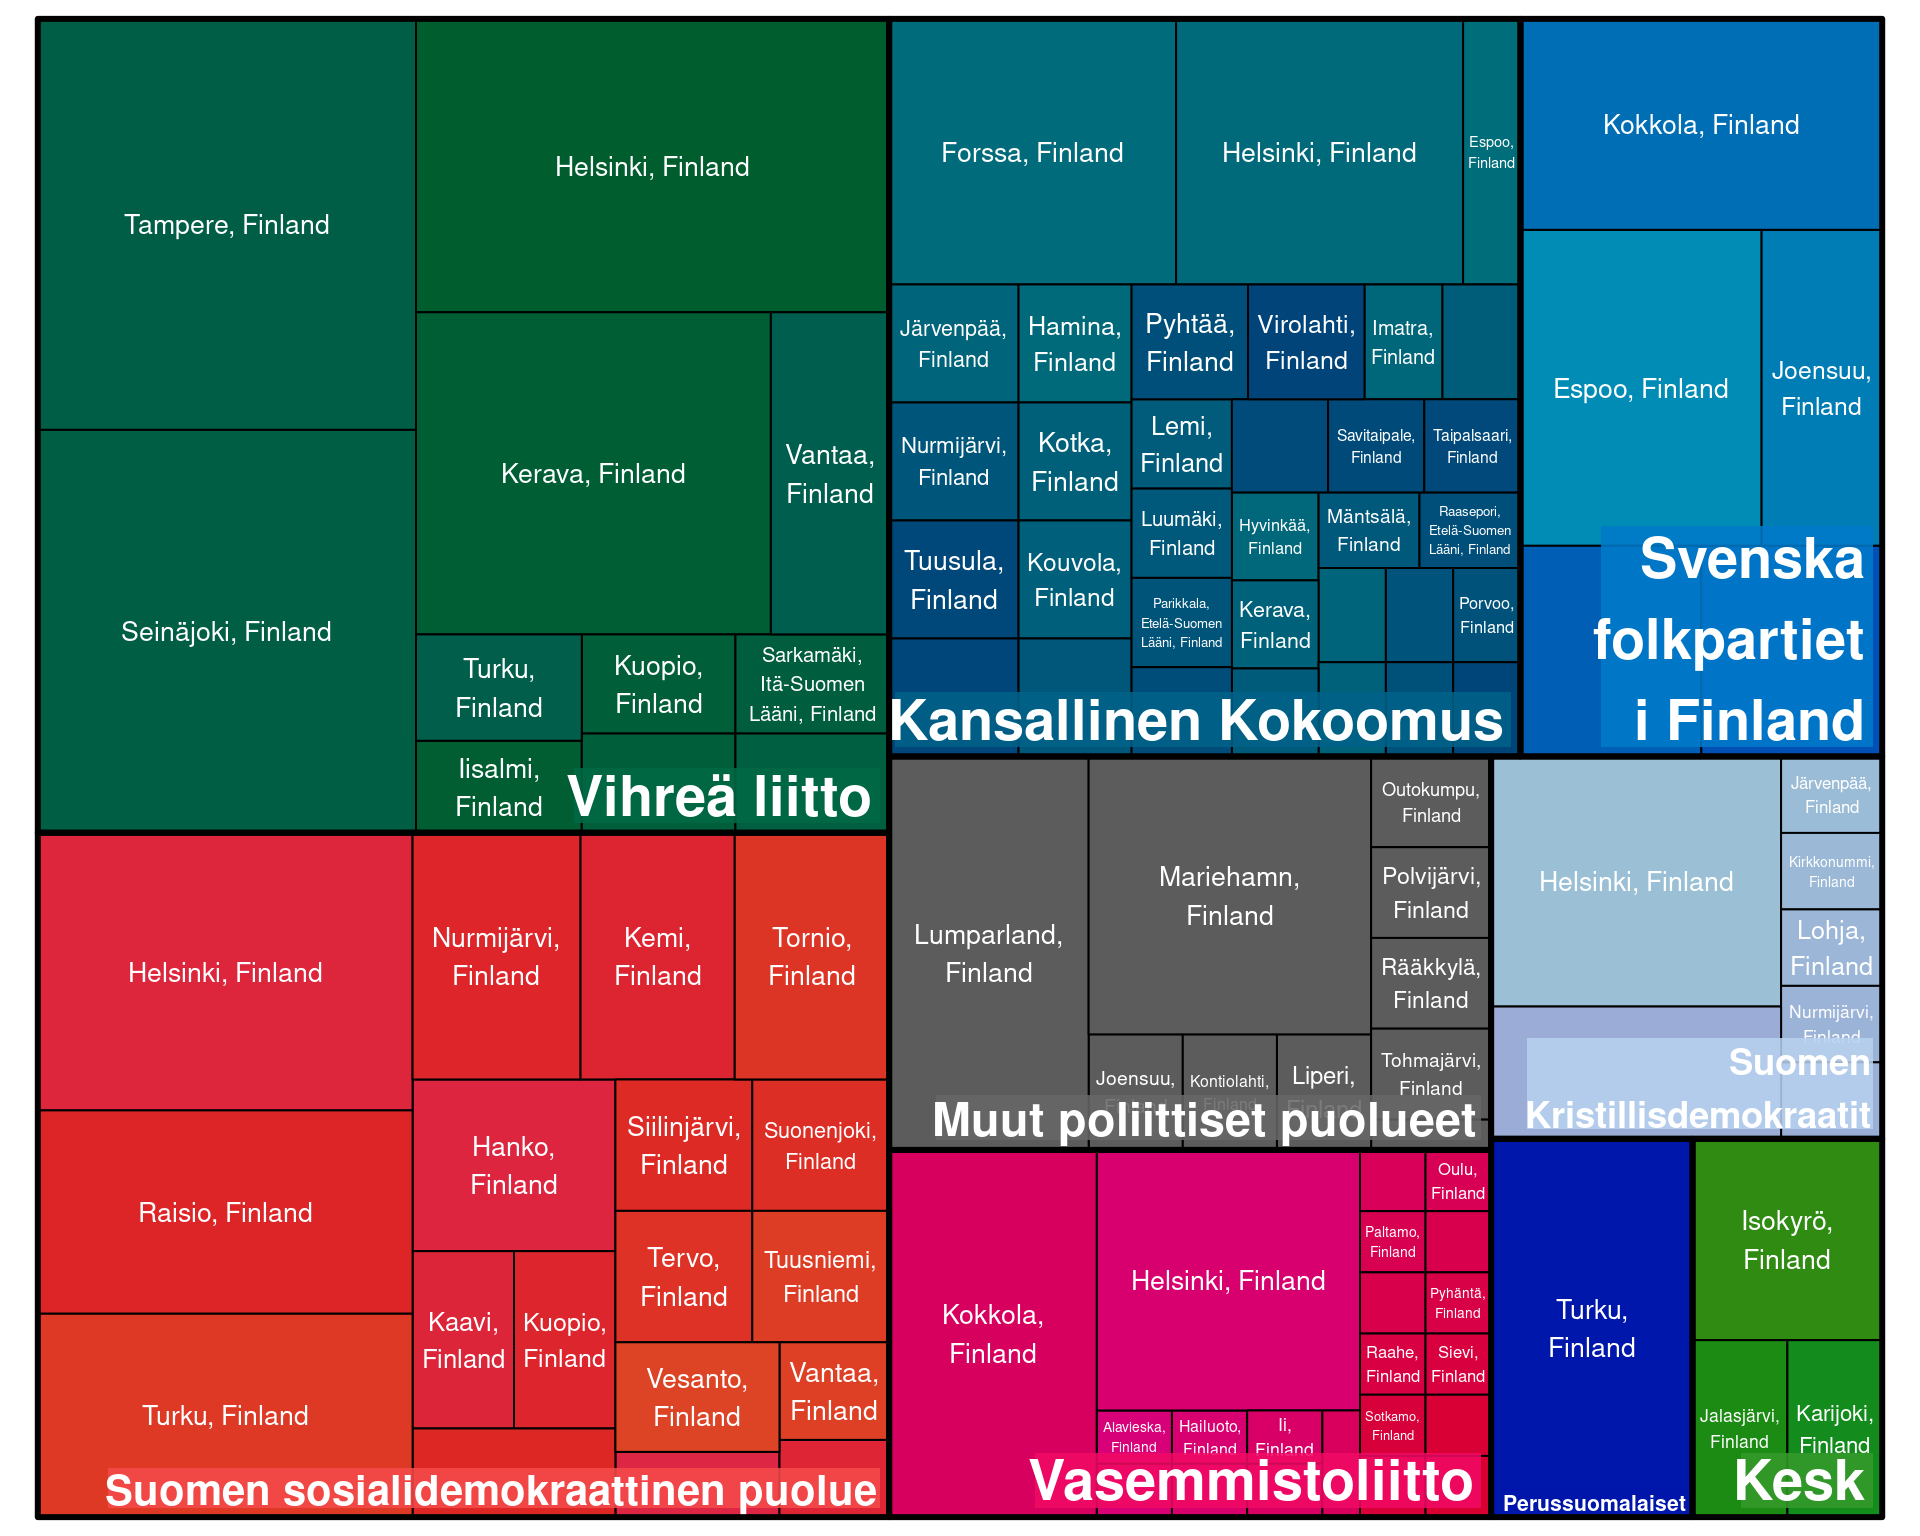 Tampere, Finland
Seinäjoki, Finland
Helsinki, Finland
Kerava, Finland
Vantaa,
Finland
Turku,
Finland
Kuopio,
Finland
Sarkamäki,
Itä-Suomen
Lääni, Finland
Iisalmi,
Finland
Vihreä liitto
Forssa, Finland
Helsinki, Finland
Espoo,
Finland
Järvenpää,
Finland
Hamina,
Finland
Pyhtää,
Finland
Virolahti,
Finland
Imatra,
Finland
Nurmijärvi,
Finland
Kotka,
Finland
Lemi,
Finland
Savitaipale,
Finland
Taipalsaari,
Finland
Luumäki,
Finland
Hyvinkää,
Finland
Mäntsälä,
Finland
Raasepori,
Etelä-Suomen
Lääni, Finland
Tuusula,
Finland
Kouvola,
Finland
Parikkala,
Etelä-Suomen
Lääni, Finland
Kerava,
Finland
Porvoo,
Finland
Kansallinen Kokoomus
Kokkola, Finland
Espoo, Finland
Joensuu,
Finland
Svenska
folkpartiet
i Finland
Helsinki, Finland
Raisio, Finland
Turku, Finland
Nurmijärvi,
Finland
Kemi,
Finland
Tornio,
Finland
Hanko,
Finland
Siilinjärvi,
Finland
Suonenjoki,
Finland
Tervo,
Finland
Tuusniemi,
Finland
Kaavi,
Finland
Kuopio,
Finland
Vesanto,
Finland
Vantaa,
Finland
Suomen sosialidemokraattinen puolue
Lumparland,
Finland
Mariehamn,
Finland
Outokumpu,
Finland
Polvijärvi,
Finland
Rääkkylä,
Finland
Tohmajärvi,
Finland
Joensuu,
Finland
Kontiolahti,
Finland
Liperi,
Finland
Muut poliittiset puolueet
Helsinki, Finland
Järvenpää,
Finland
Kirkkonummi,
Finland
Lohja,
Finland
Nurmijärvi,
Finland
Suomen
Kristillisdemokraatit
Kokkola,
Finland
Helsinki, Finland
Oulu,
Finland
Paltamo,
Finland
Pyhäntä,
Finland
Raahe,
Finland
Sievi,
Finland
Sotkamo,
Finland
Alavieska,
Finland
Hailuoto,
Finland
Ii,
Finland
Vasemmistoliitto
Turku,
Finland
Perussuomalaiset
Isokyrö,
Finland
Jalasjärvi,
Finland
Karijoki,
Finland
Kesk